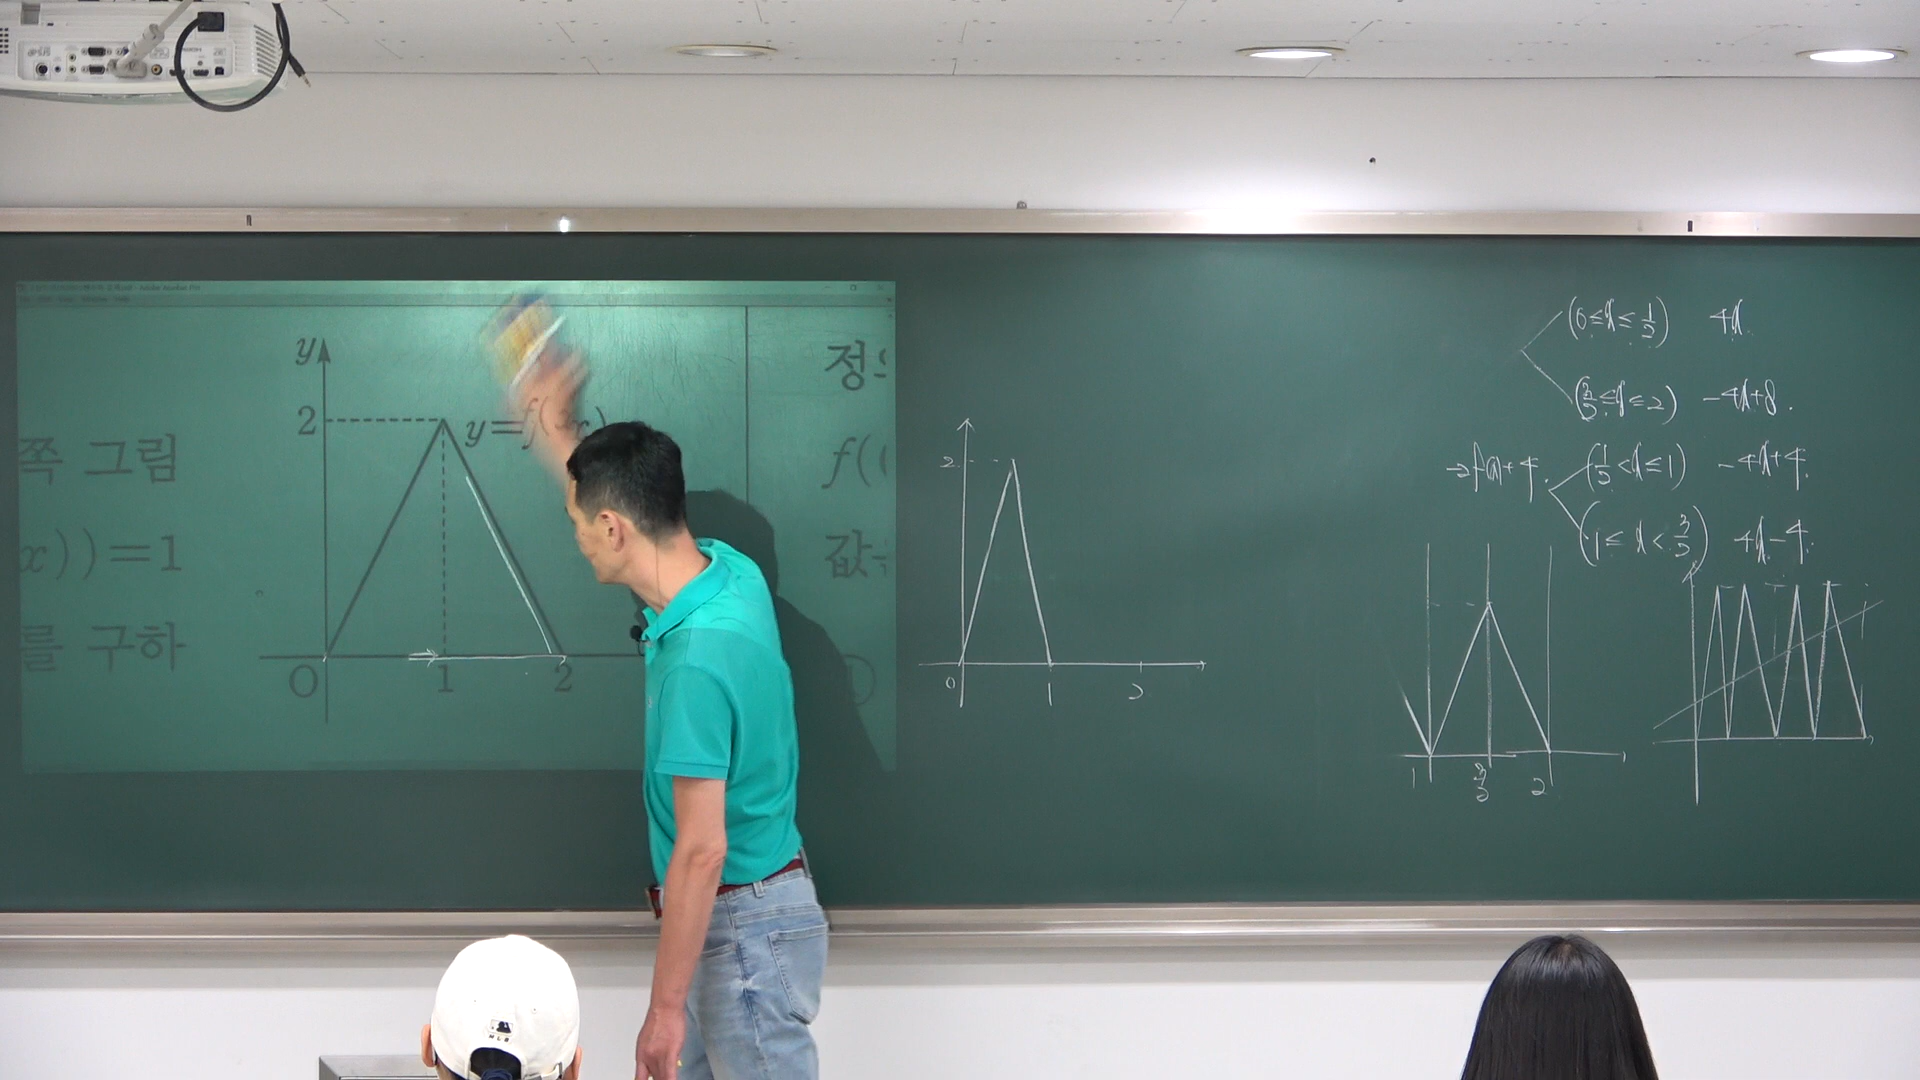 y
2
y=f(x)
쪽 그림
x))=1
를 구하
O
1
2
정
f(
값
2
0
1
2
(0≤x≤1/2) 4x
(3/2≤x≤2) -4x+8
-2f(x)+4
(1/2<x≤1) -4x+4
(1≤x<3/2) 4x-4
1
3/2
2
MLB